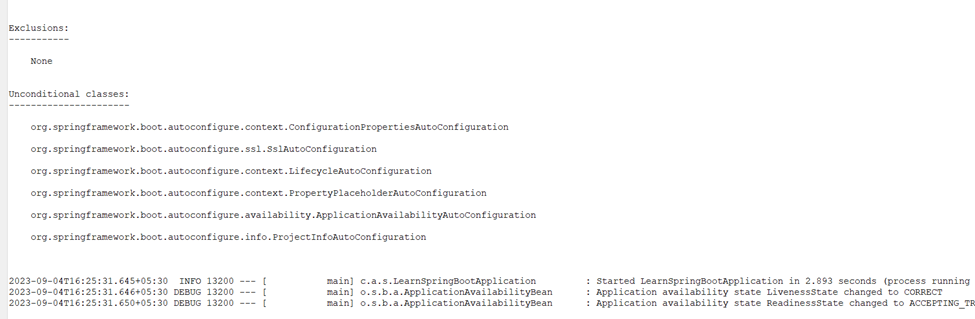 Exclusions:
-----------
None
Unconditional classes:
----------------------
org.springframework.boot.autoconfigure.context.ConfigurationPropertiesAutoConfiguration
org.springframework.boot.autoconfigure.ssl.SslAutoConfiguration
org.springframework.boot.autoconfigure.context.LifecycleAutoConfiguration
org.springframework.boot.autoconfigure.context.PropertyPlaceholderAutoConfiguration
org.springframework.boot.autoconfigure.availability.ApplicationAvailabilityAutoConfiguration
org.springframework.boot.autoconfigure.info.ProjectInfoAutoConfiguration
2023-09-04T16:25:31.645+05:30  INFO 13200 --- [           main] c.a.s.LearnSpringBootApplication         : Started LearnSpringBootApplication in 2.893 seconds (process running
2023-09-04T16:25:31.646+05:30 DEBUG 13200 --- [           main] o.s.b.a.ApplicationAvailabilityBean      : Application availability state LivenessState changed to CORRECT
2023-09-04T16:25:31.650+05:30 DEBUG 13200 --- [           main] o.s.b.a.ApplicationAvailabilityBean      : Application availability state ReadinessState changed to ACCEPTING_TR